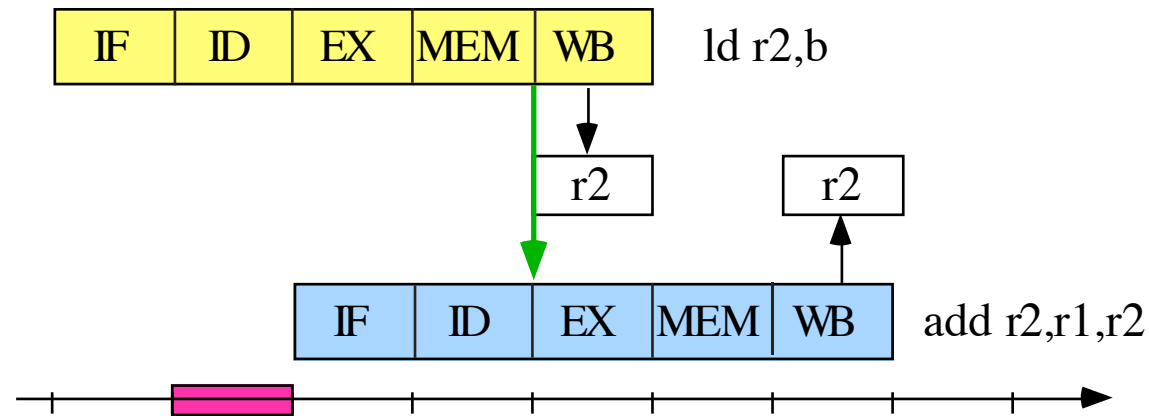 IF ID EX MEM WB ld r2,b
r2 r2
IF ID EX MEM WB add r2,r1,r2